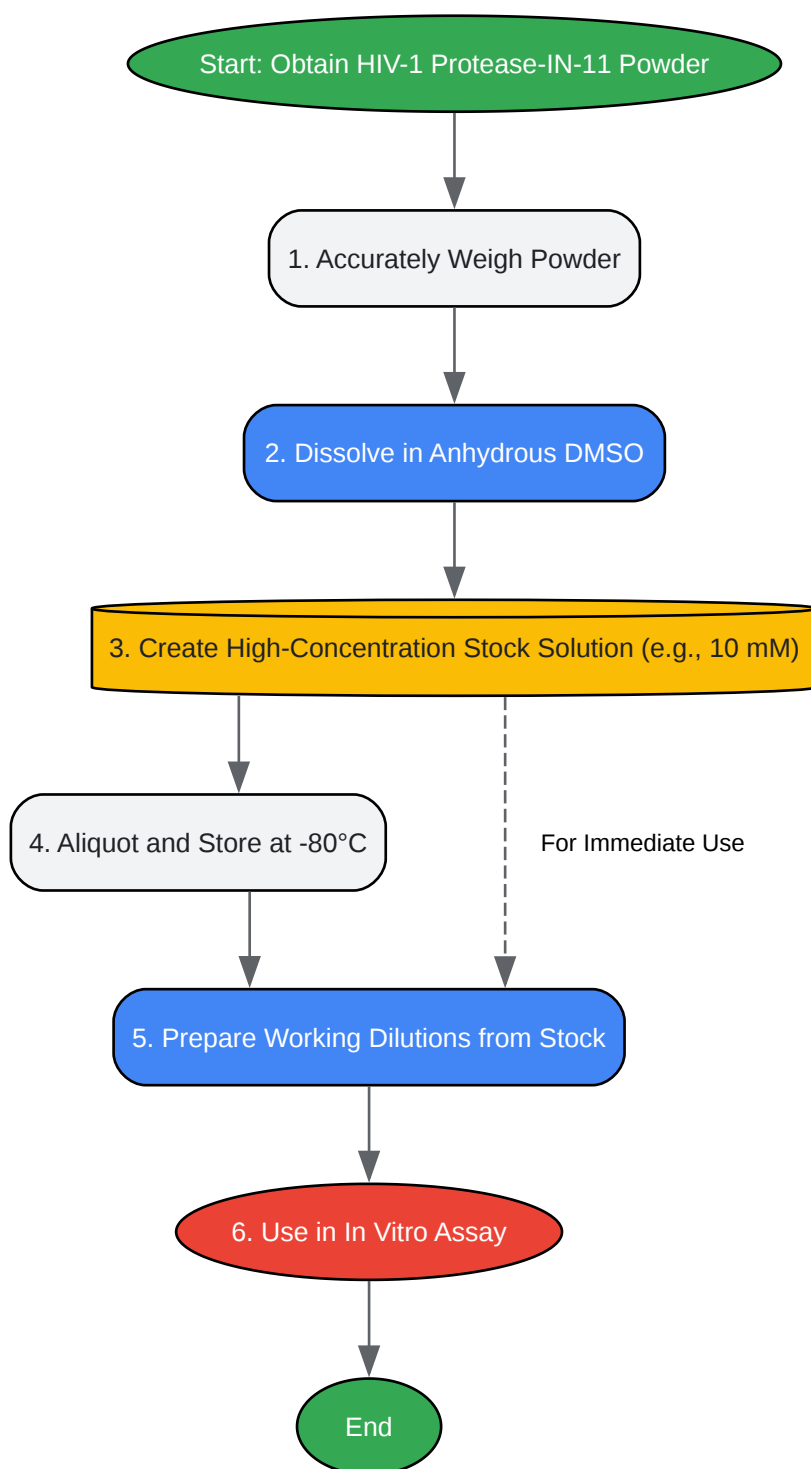 Start: Obtain HIV-1 Protease-IN-11 Powder
1. Accurately Weigh Powder
2. Dissolve in Anhydrous DMSO
3. Create High-Concentration Stock Solution (e.g., 10 mM)
4. Aliquot and Store at -80°C
For Immediate Use
5. Prepare Working Dilutions from Stock
6. Use in In Vitro Assay
End